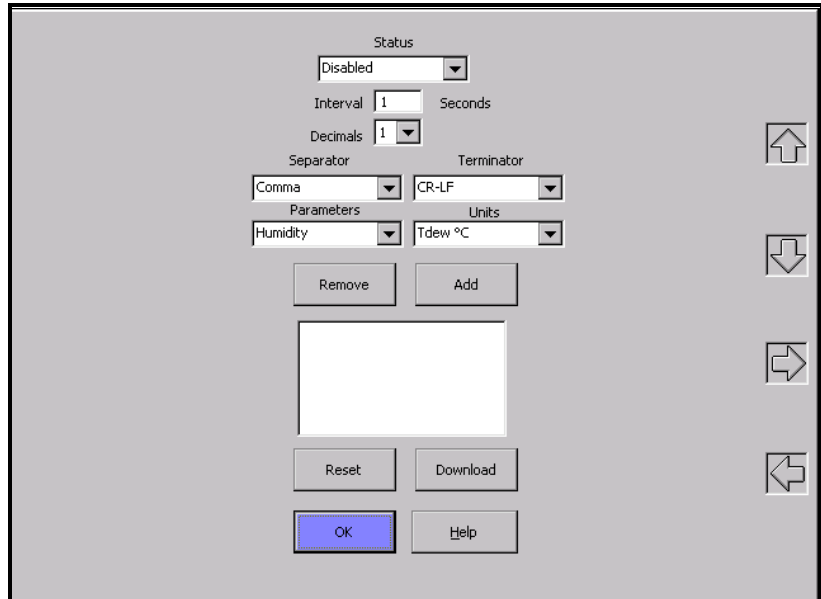 Status
Disabled
Interval 1 Seconds
Decimals 1
Separator Terminator
Comma CR-LF
Parameters Units
Humidity Tdew °C
Remove Add
Reset Download
OK Help